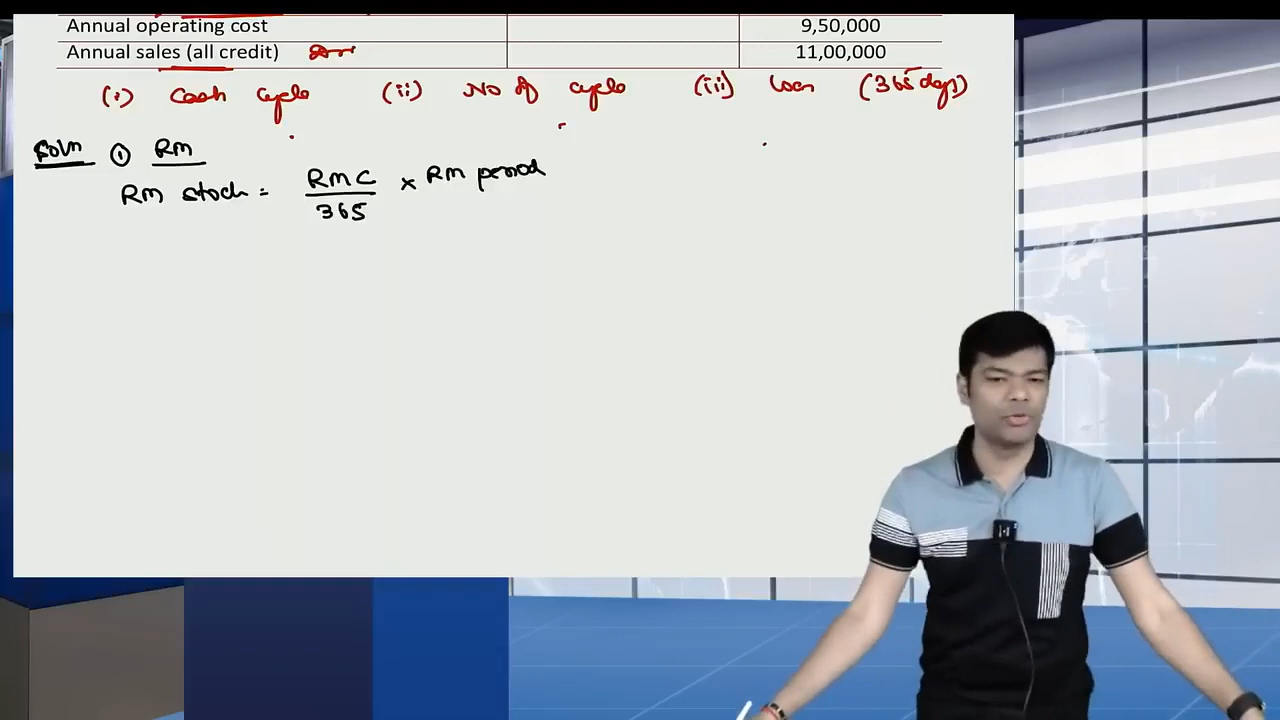 Annual operating cost 9,50,000
Annual sales (all credit) 11,00,000
(i) Cash cycle (ii) No of cycle (iii) Loan (365 days)
Soln ① RM
RM stock = RMC / 365 × RM period